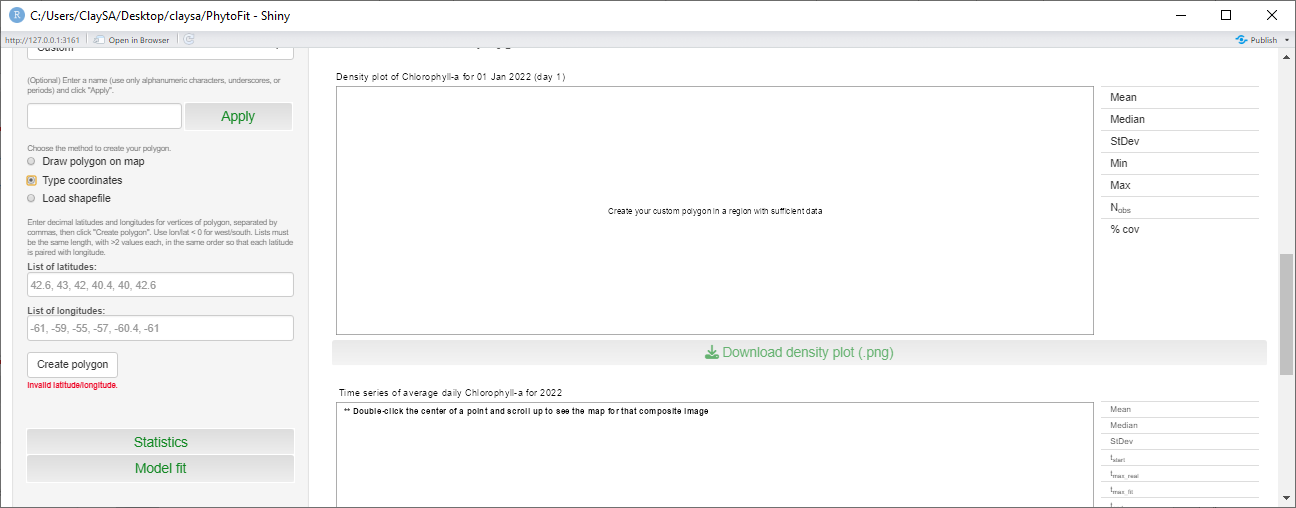 C:/Users/ClaySA/Desktop/claysa/PhytoFit - Shiny
http://127.0.0.1:3161
Open in Browser
Publish
Custom
(Optional) Enter a name (use only alphanumeric characters, underscores, or
periods) and click "Apply".
Apply
Choose the method to create your polygon.
Draw polygon on map
Type coordinates
Load shapefile
Enter decimal latitudes and longitudes for vertices of polygon, separated by
commas, then click "Create polygon". Use lon/lat < 0 for west/south. Lists must
be the same length, with >2 values each, in the same order so that each latitude
is paired with longitude.
List of latitudes:
42.6, 43, 42, 40.4, 40, 42.6
List of longitudes:
-61, -59, -55, -57, -60.4, -61
Create polygon
Invalid latitude/longitude.
Statistics
Model fit
Density plot of Chlorophyll-a for 01 Jan 2022 (day 1)
Create your custom polygon in a region with sufficient data
Mean
Median
StDev
Min
Max
Nobs
% cov
Download density plot (.png)
Time series of average daily Chlorophyll-a for 2022
** Double-click the center of a point and scroll up to see the map for that composite image
Mean
Median
StDev
tstart
tmax_real
tmax_fit